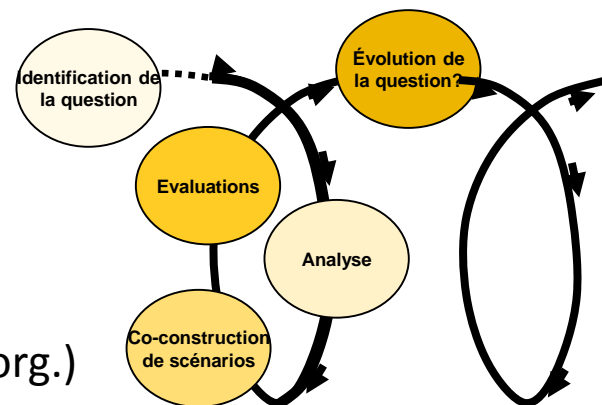 Identification de
la question
Évolution de
la question?
Evaluations
Analyse
Co-construction
de scénarios
org.)